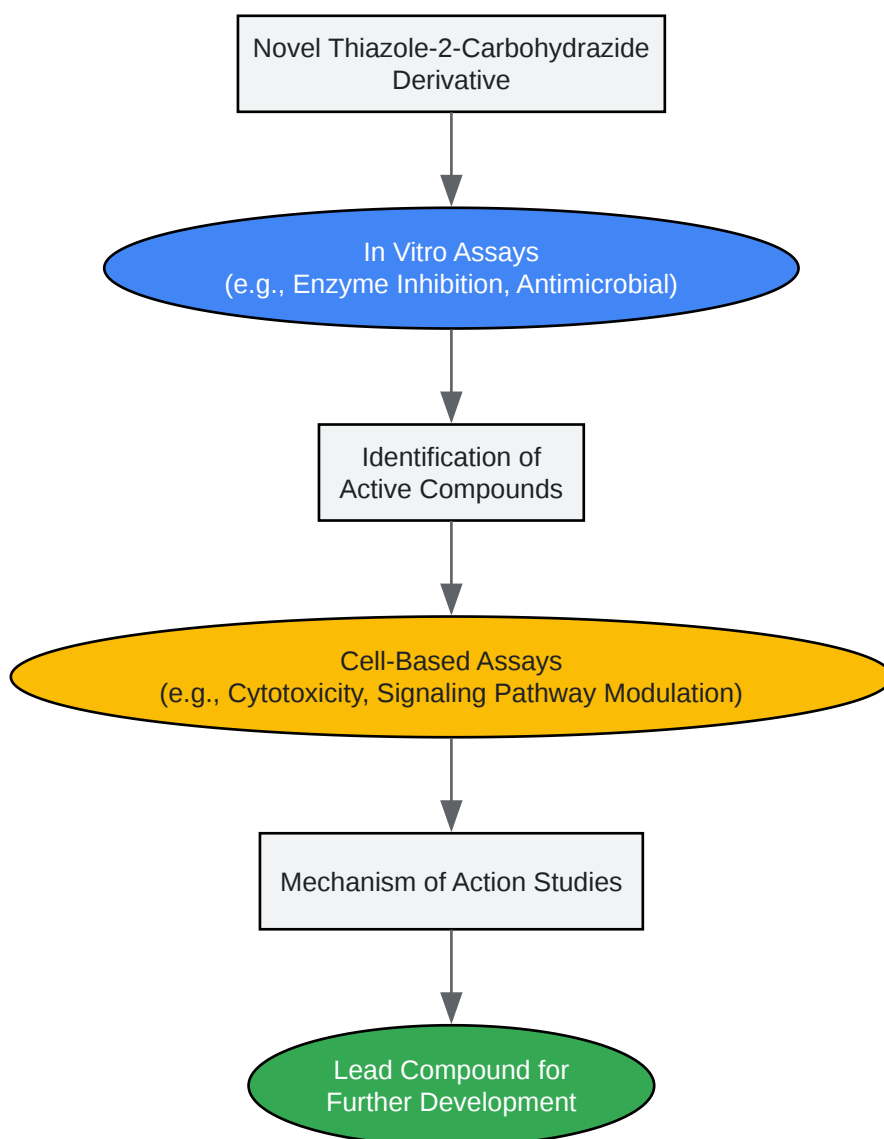 Novel Thiazole-2-Carbohydrazide
Derivative
In Vitro Assays
(e.g., Enzyme Inhibition, Antimicrobial)
Identification of
Active Compounds
Cell-Based Assays
(e.g., Cytotoxicity, Signaling Pathway Modulation)
Mechanism of Action Studies
Lead Compound for
Further Development